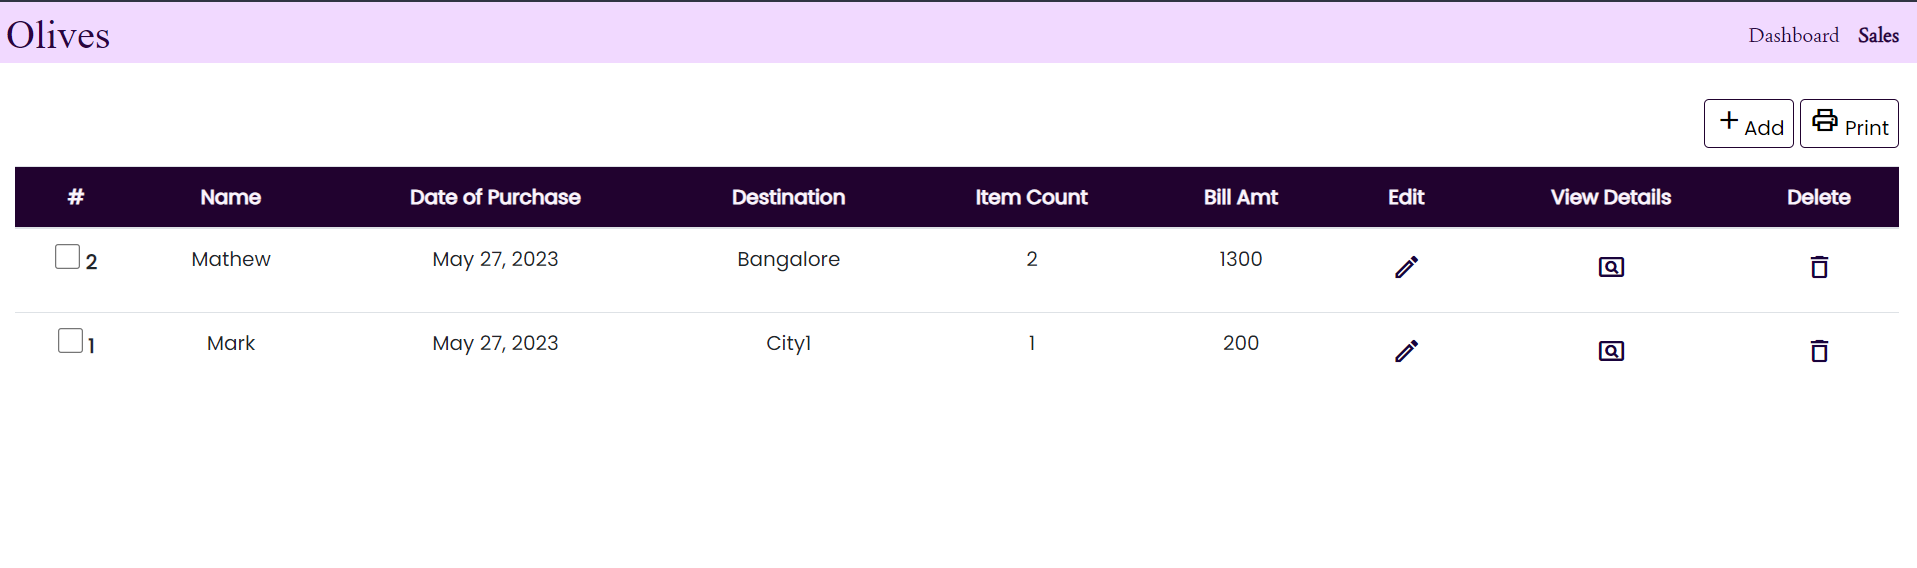 Olives
Dashboard Sales
Add Print
# Name Date of Purchase Destination Item Count Bill Amt Edit View Details Delete
2 Mathew May 27, 2023 Bangalore 2 1300
1 Mark May 27, 2023 City1 1 200